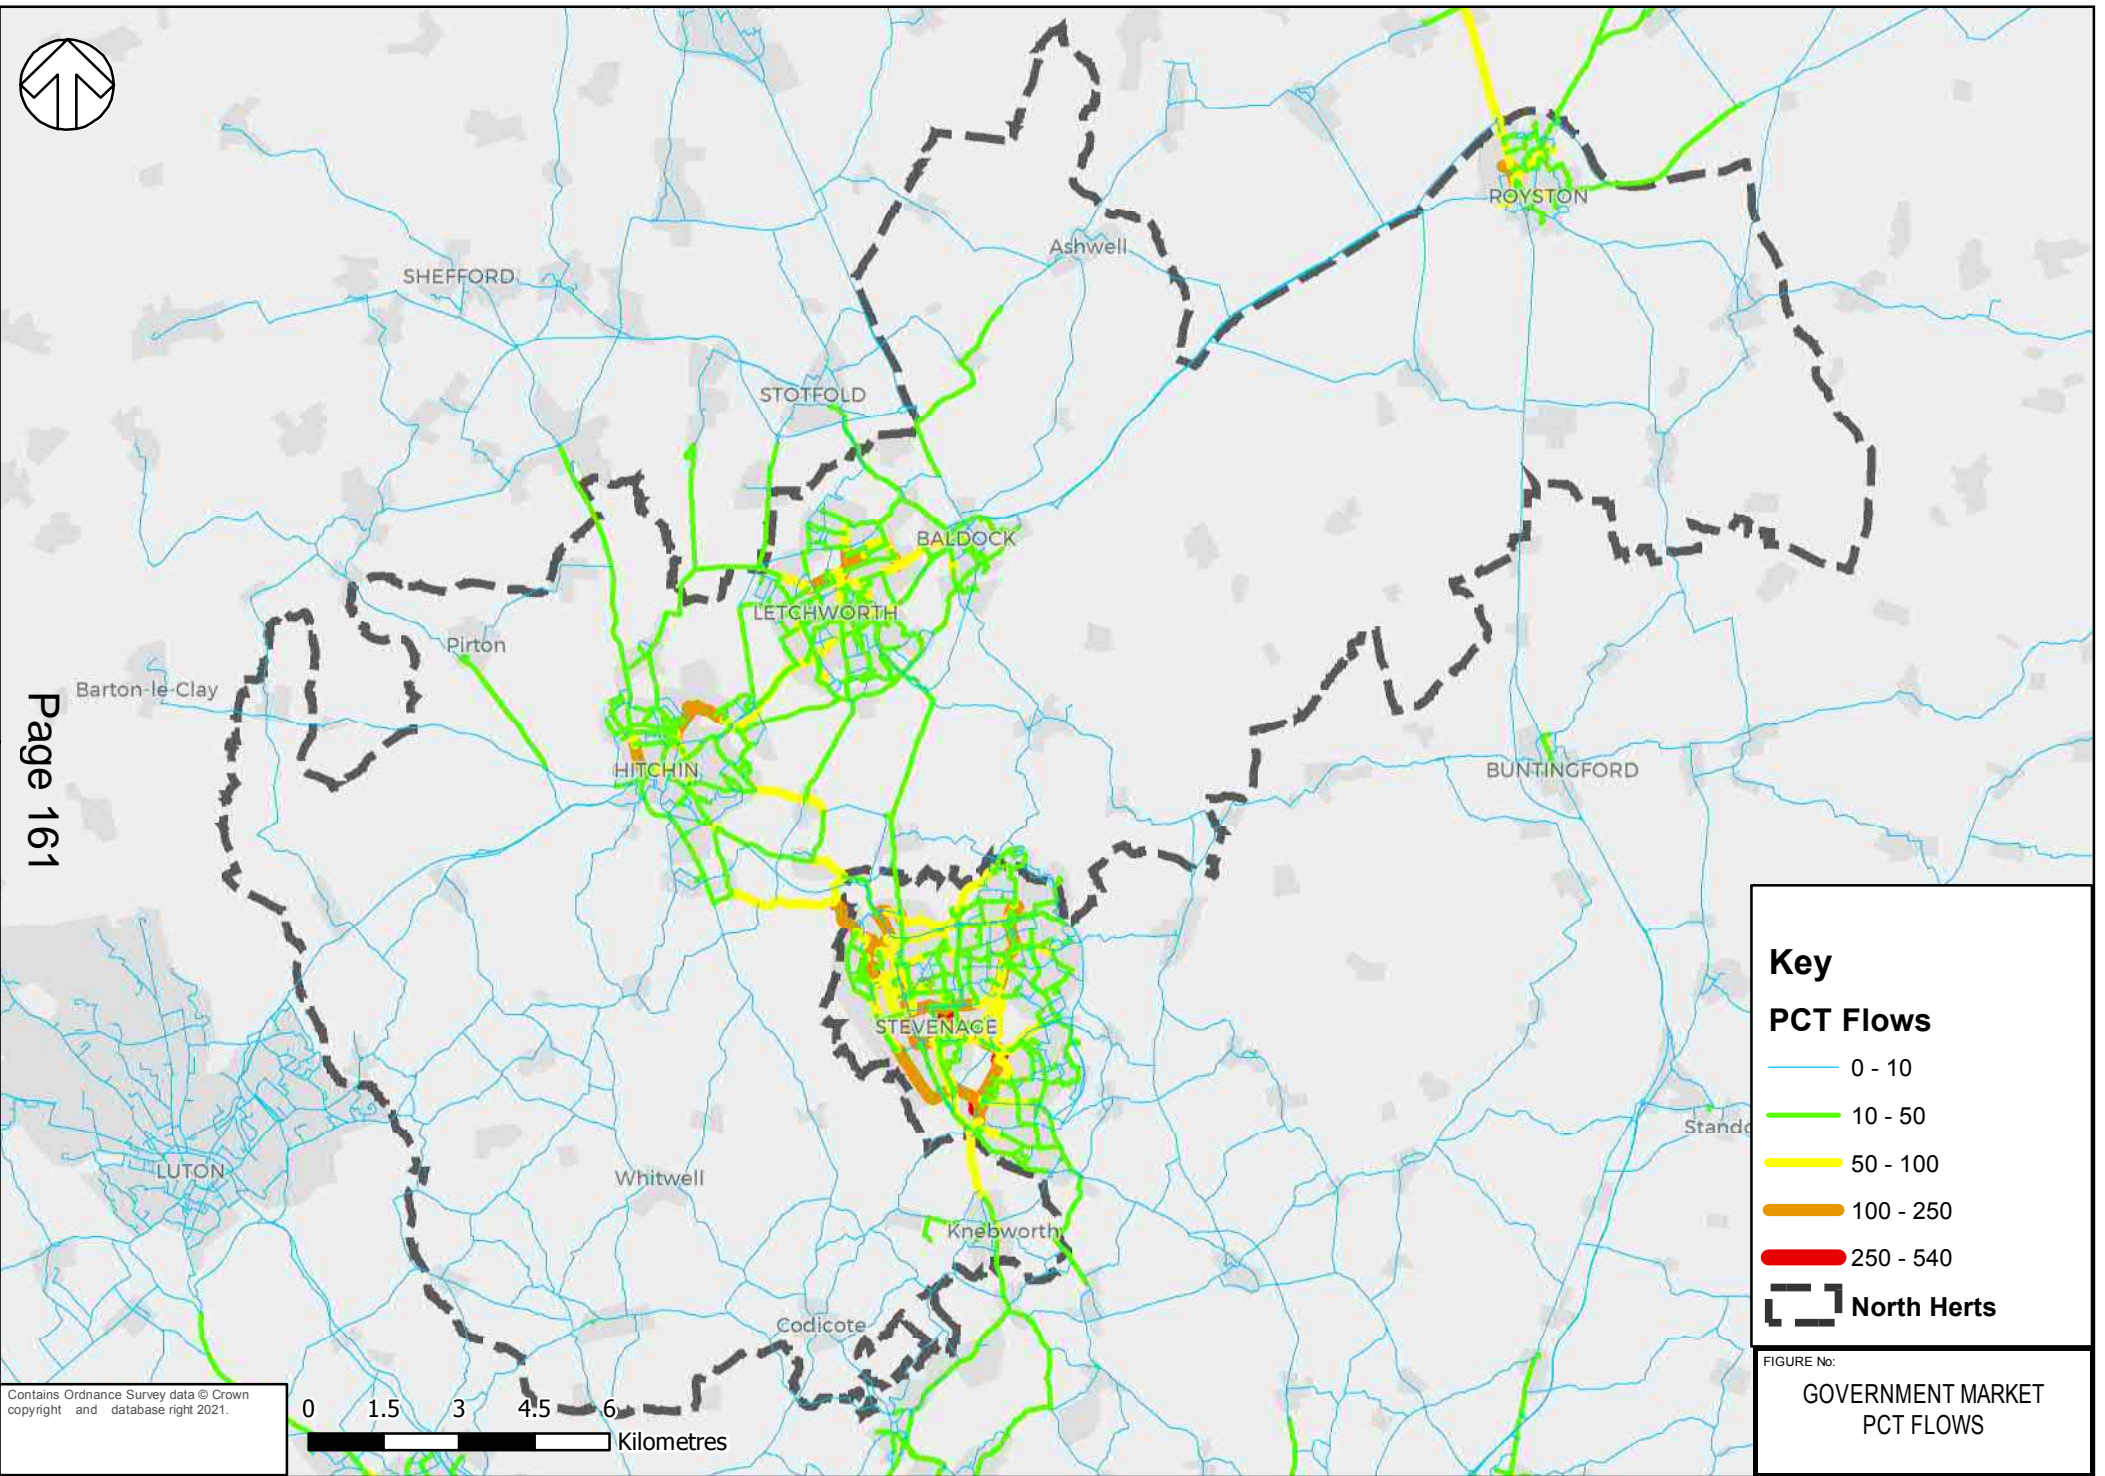 ROYSTON
Ashwell
SHEFFORD
STOTFOLD
BALDOCK
LETCHWORTH
Pirton
Barton-le-Clay
Page 161
HITCHIN
BUNTINGFORD
STEVENAGE
LUTON
Whitwell
Knebworth
Codicote
Key
PCT Flows
0 - 10
10 - 50
50 - 100
100 - 250
250 - 540
North Herts
FIGURE No:
GOVERNMENT MARKET
PCT FLOWS
Contains Ordnance Survey data © Crown
copyright and database right 2021.
0 1.5 3 4.5 6
Kilometres